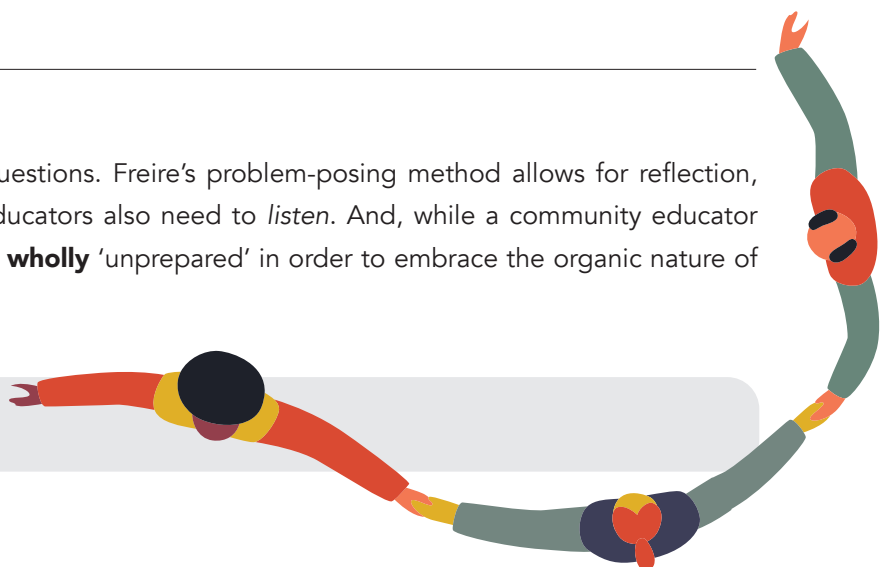 uestions. Freire’s problem-posing method allows for reflection,
ducators also need to listen. And, while a community educator
wholly ‘unprepared’ in order to embrace the organic nature of